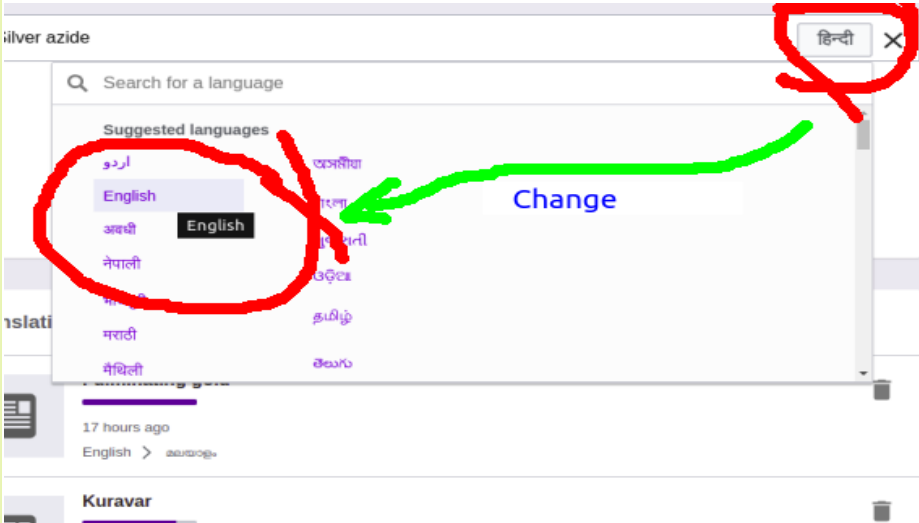 Silver azide
हिन्दी
Search for a language
Suggested languages
اردو
অসমীয়া
English
English
বাংলা
Change
अवधी
ગુજરાતી
नेपाली
ଓଡ଼ିଆ
தமிழ்
मराठी
తెలుగు
मैथिली
17 hours ago
English > മലയാളം
Kuravar